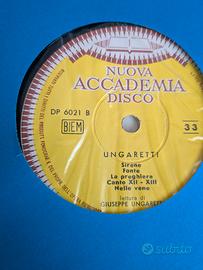 NUOVA
ACCADEMIA
DISCO
DP 6021 B
BIEM
33
UNGARETTI
Sirene
Fonte
La preghiera
Canto XII - XIII
Nelle vene
lettura di
GIUSEPPE UNGARETTI
subito